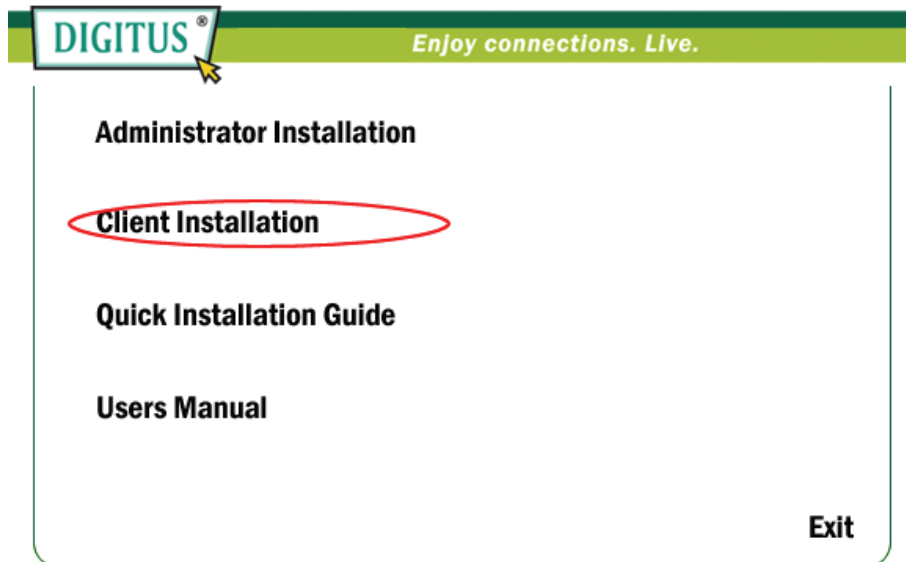 DIGITUS®
Enjoy connections. Live.
Administrator Installation
Client Installation
Quick Installation Guide
Users Manual
Exit